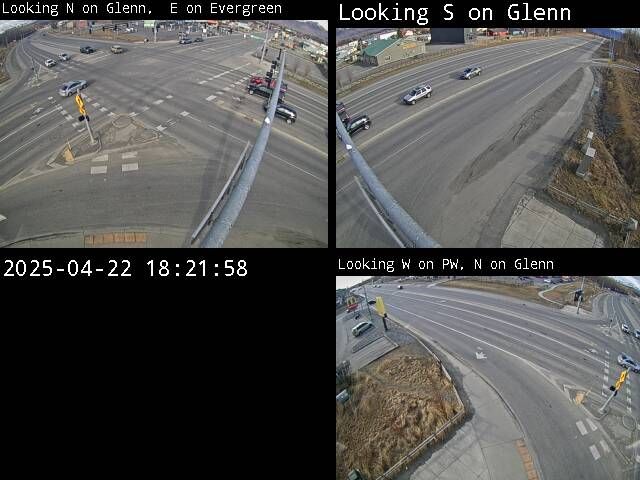 Looking N on Glenn,  E on Evergreen
Looking S on Glenn
2025-04-22 18:21:58
Looking W on PW, N on Glenn